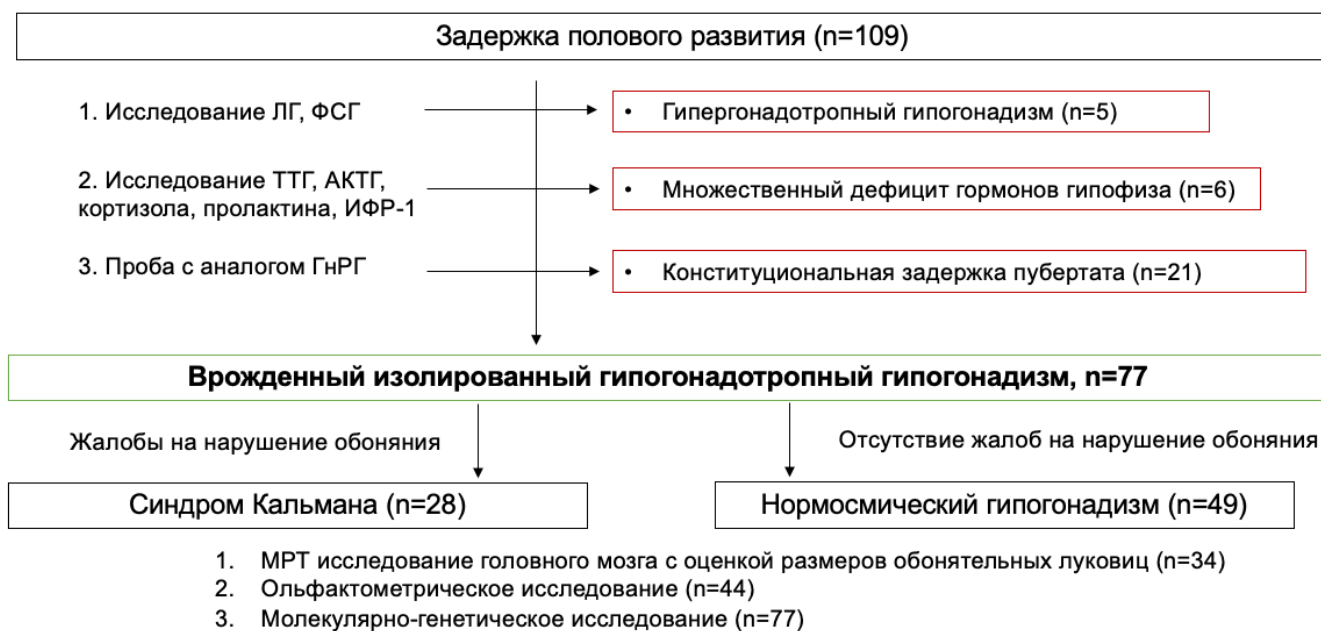 Задержка полового развития (n=109)
1. Исследование ЛГ, ФСГ
• Гипергонадотропный гипогонадизм (n=5)
2. Исследование ТТГ, АКТГ,
кортизола, пролактина, ИФР-1
• Множественный дефицит гормонов гипофиза (n=6)
3. Проба с аналогом ГнРГ
• Конституциональная задержка пубертата (n=21)
Врожденный изолированный гипогонадотропный гипогонадизм, n=77
Жалобы на нарушение обоняния
Отсутствие жалоб на нарушение обоняния
Синдром Кальмана (n=28)
Нормосмический гипогонадизм (n=49)
1. МРТ исследование головного мозга с оценкой размеров обонятельных луковиц (n=34)
2. Ольфактометрическое исследование (n=44)
3. Молекулярно-генетическое исследование (n=77)